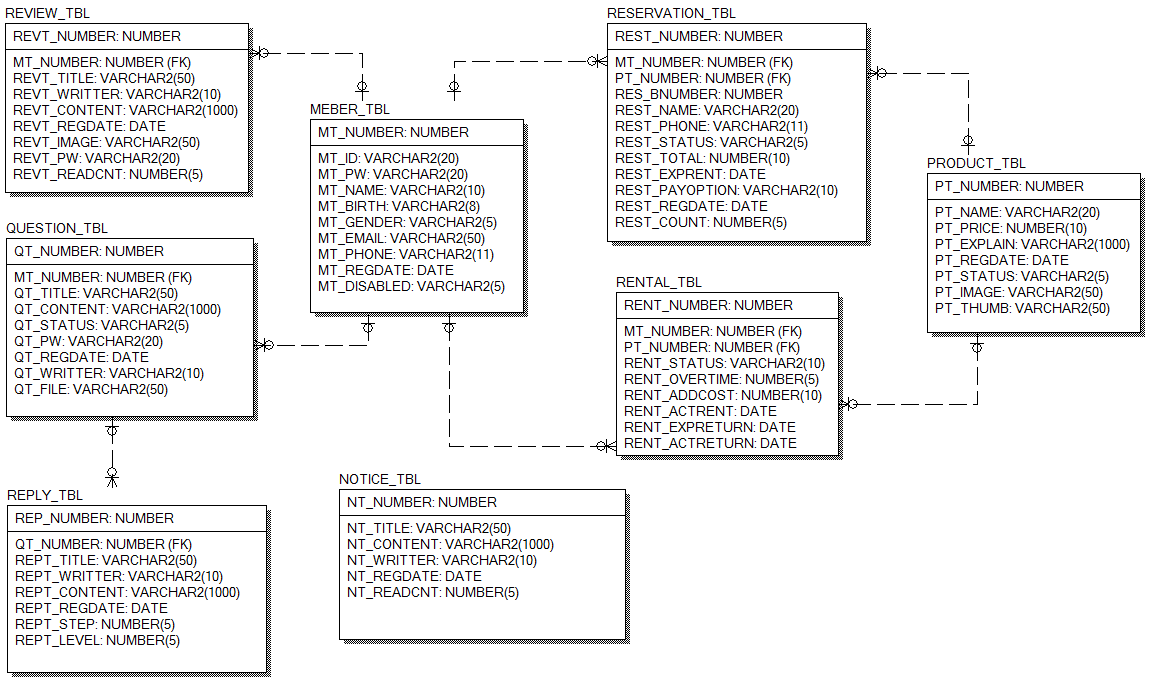 REVIEW_TBL
REVT_NUMBER: NUMBER
MT_NUMBER: NUMBER (FK)
REVT_TITLE: VARCHAR2(50)
REVT_WRITTER: VARCHAR2(10)
REVT_CONTENT: VARCHAR2(1000)
REVT_REGDATE: DATE
REVT_IMAGE: VARCHAR2(50)
REVT_PW: VARCHAR2(20)
REVT_READCNT: NUMBER(5)
QUESTION_TBL
QT_NUMBER: NUMBER
MT_NUMBER: NUMBER (FK)
QT_TITLE: VARCHAR2(50)
QT_CONTENT: VARCHAR2(1000)
QT_STATUS: VARCHAR2(5)
QT_PW: VARCHAR2(20)
QT_REGDATE: DATE
QT_WRITTER: VARCHAR2(10)
QT_FILE: VARCHAR2(50)
REPLY_TBL
REP_NUMBER: NUMBER
QT_NUMBER: NUMBER (FK)
REPT_TITLE: VARCHAR2(50)
REPT_WRITTER: VARCHAR2(10)
REPT_CONTENT: VARCHAR2(1000)
REPT_REGDATE: DATE
REPT_STEP: NUMBER(5)
REPT_LEVEL: NUMBER(5)
MEBER_TBL
MT_NUMBER: NUMBER
MT_ID: VARCHAR2(20)
MT_PW: VARCHAR2(20)
MT_NAME: VARCHAR2(10)
MT_BIRTH: VARCHAR2(8)
MT_GENDER: VARCHAR2(5)
MT_EMAIL: VARCHAR2(50)
MT_PHONE: VARCHAR2(11)
MT_REGDATE: DATE
MT_DISABLED: VARCHAR2(5)
NOTICE_TBL
NT_NUMBER: NUMBER
NT_TITLE: VARCHAR2(50)
NT_CONTENT: VARCHAR2(1000)
NT_WRITTER: VARCHAR2(10)
NT_REGDATE: DATE
NT_READCNT: NUMBER(5)
RESERVATION_TBL
REST_NUMBER: NUMBER
MT_NUMBER: NUMBER (FK)
PT_NUMBER: NUMBER (FK)
RES_BNUMBER: NUMBER
REST_NAME: VARCHAR2(20)
REST_PHONE: VARCHAR2(11)
REST_STATUS: VARCHAR2(5)
REST_TOTAL: NUMBER(10)
REST_EXPRENT: DATE
REST_PAYOPTION: VARCHAR2(10)
REST_REGDATE: DATE
REST_COUNT: NUMBER(5)
RENTAL_TBL
RENT_NUMBER: NUMBER
MT_NUMBER: NUMBER (FK)
PT_NUMBER: NUMBER (FK)
RENT_STATUS: VARCHAR2(10)
RENT_OVERTIME: NUMBER(5)
RENT_ADDCOST: NUMBER(10)
RENT_ACTRENT: DATE
RENT_EXPRETURN: DATE
RENT_ACTRETURN: DATE
PRODUCT_TBL
PT_NUMBER: NUMBER
PT_NAME: VARCHAR2(20)
PT_PRICE: NUMBER(10)
PT_EXPLAIN: VARCHAR2(1000)
PT_REGDATE: DATE
PT_STATUS: VARCHAR2(5)
PT_IMAGE: VARCHAR2(50)
PT_THUMB: VARCHAR2(50)